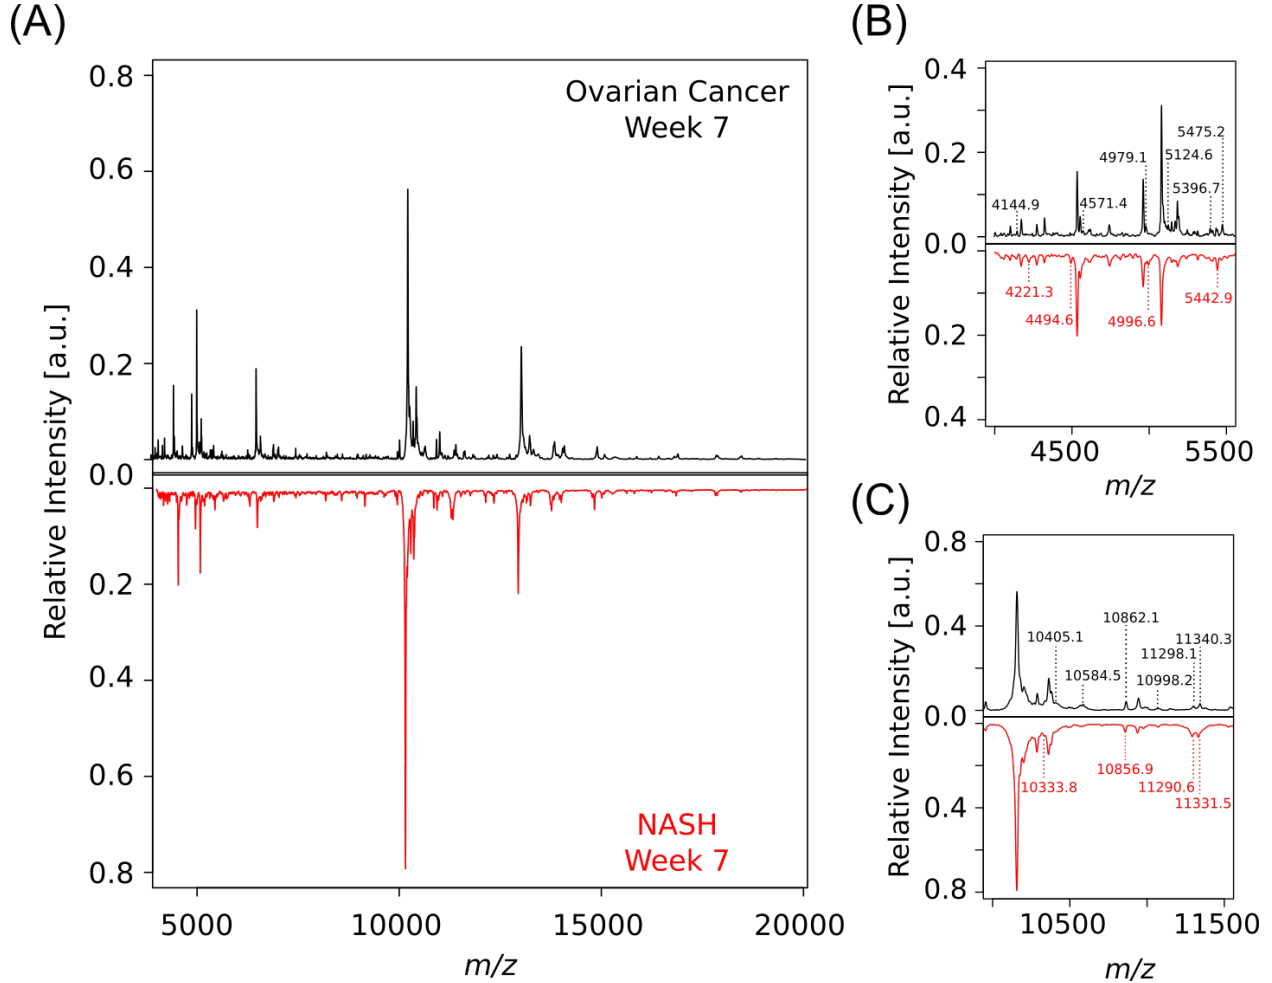 (A)
Relative Intensity [a.u.]
0.8
0.6
0.4
0.2
0.0
0.2
0.4
0.6
0.8
Ovarian Cancer
Week 7
NASH
Week 7
5000 10000 15000 20000
m/z
(B)
Relative Intensity [a.u.]
0.4
0.2
0.0
0.2
0.4
5475.2
4979.1 5124.6
5396.7
4144.9 4571.4
4221.3
5442.9
4494.6 4996.6
4500 5500
m/z
(C)
Relative Intensity [a.u.]
0.8
0.4
0.0
0.4
0.8
10862.1
10405.1 11340.3
11298.1
10584.5 10998.2
10856.9
10333.8 11290.6
11331.5
10500 11500
m/z